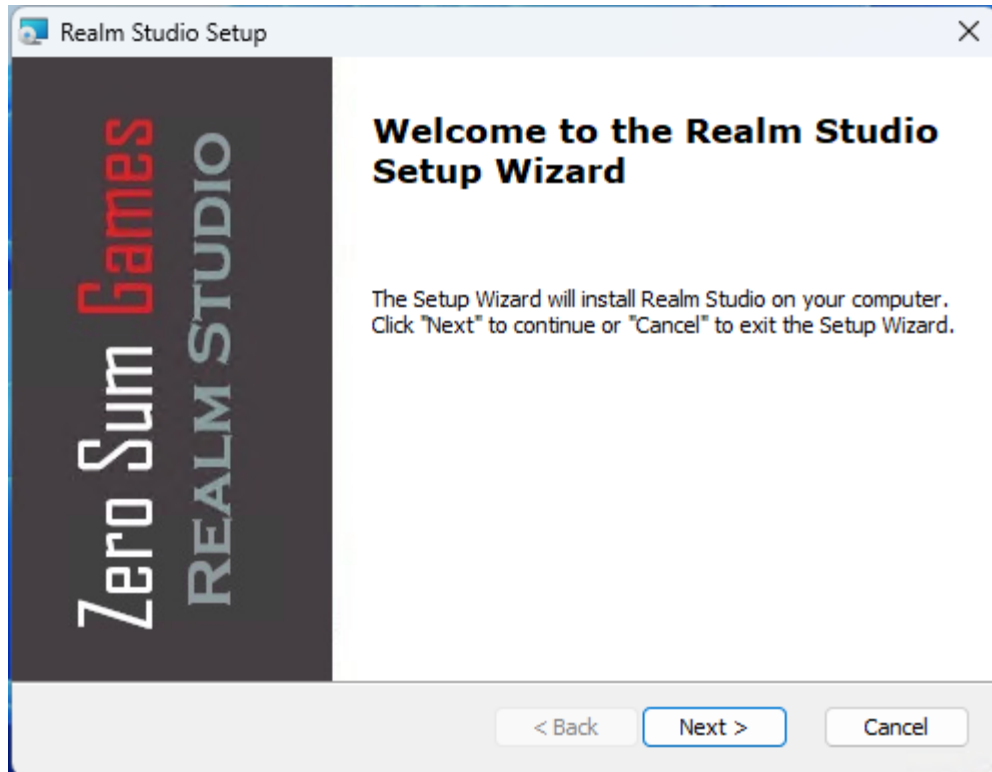 Realm Studio Setup
Zero Sum Games
REALM STUDIO
Welcome to the Realm Studio
Setup Wizard
The Setup Wizard will install Realm Studio on your computer.
Click "Next" to continue or "Cancel" to exit the Setup Wizard.
< Back Next > Cancel